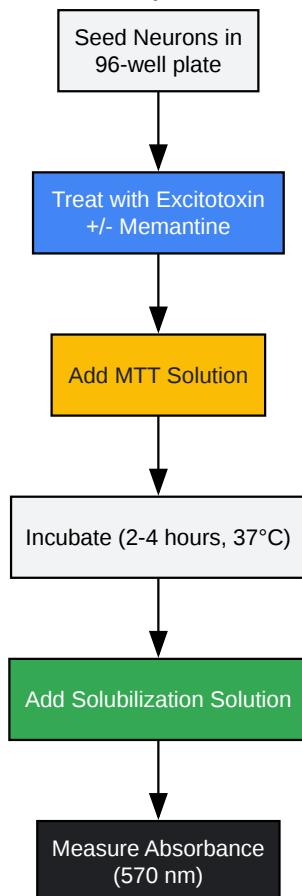 Seed Neurons in
96-well plate
Treat with Excitotoxin
+/- Memantine
Add MTT Solution
Incubate (2-4 hours, 37°C)
Add Solubilization Solution
Measure Absorbance
(570 nm)